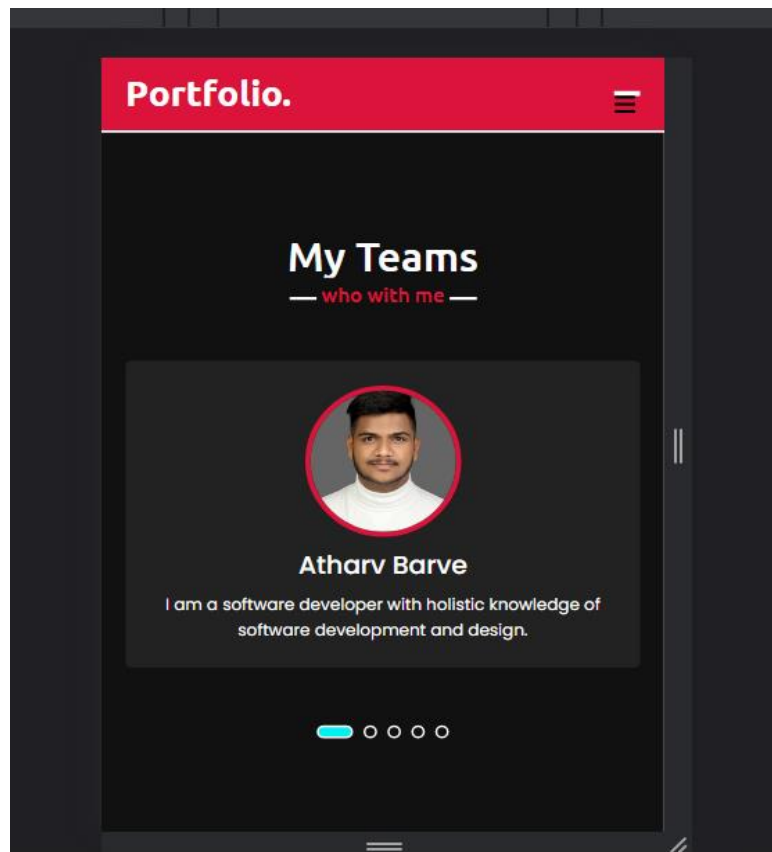 Portfolio.
My Teams
who with me
Atharv Barve
I am a software developer with holistic knowledge of
software development and design.